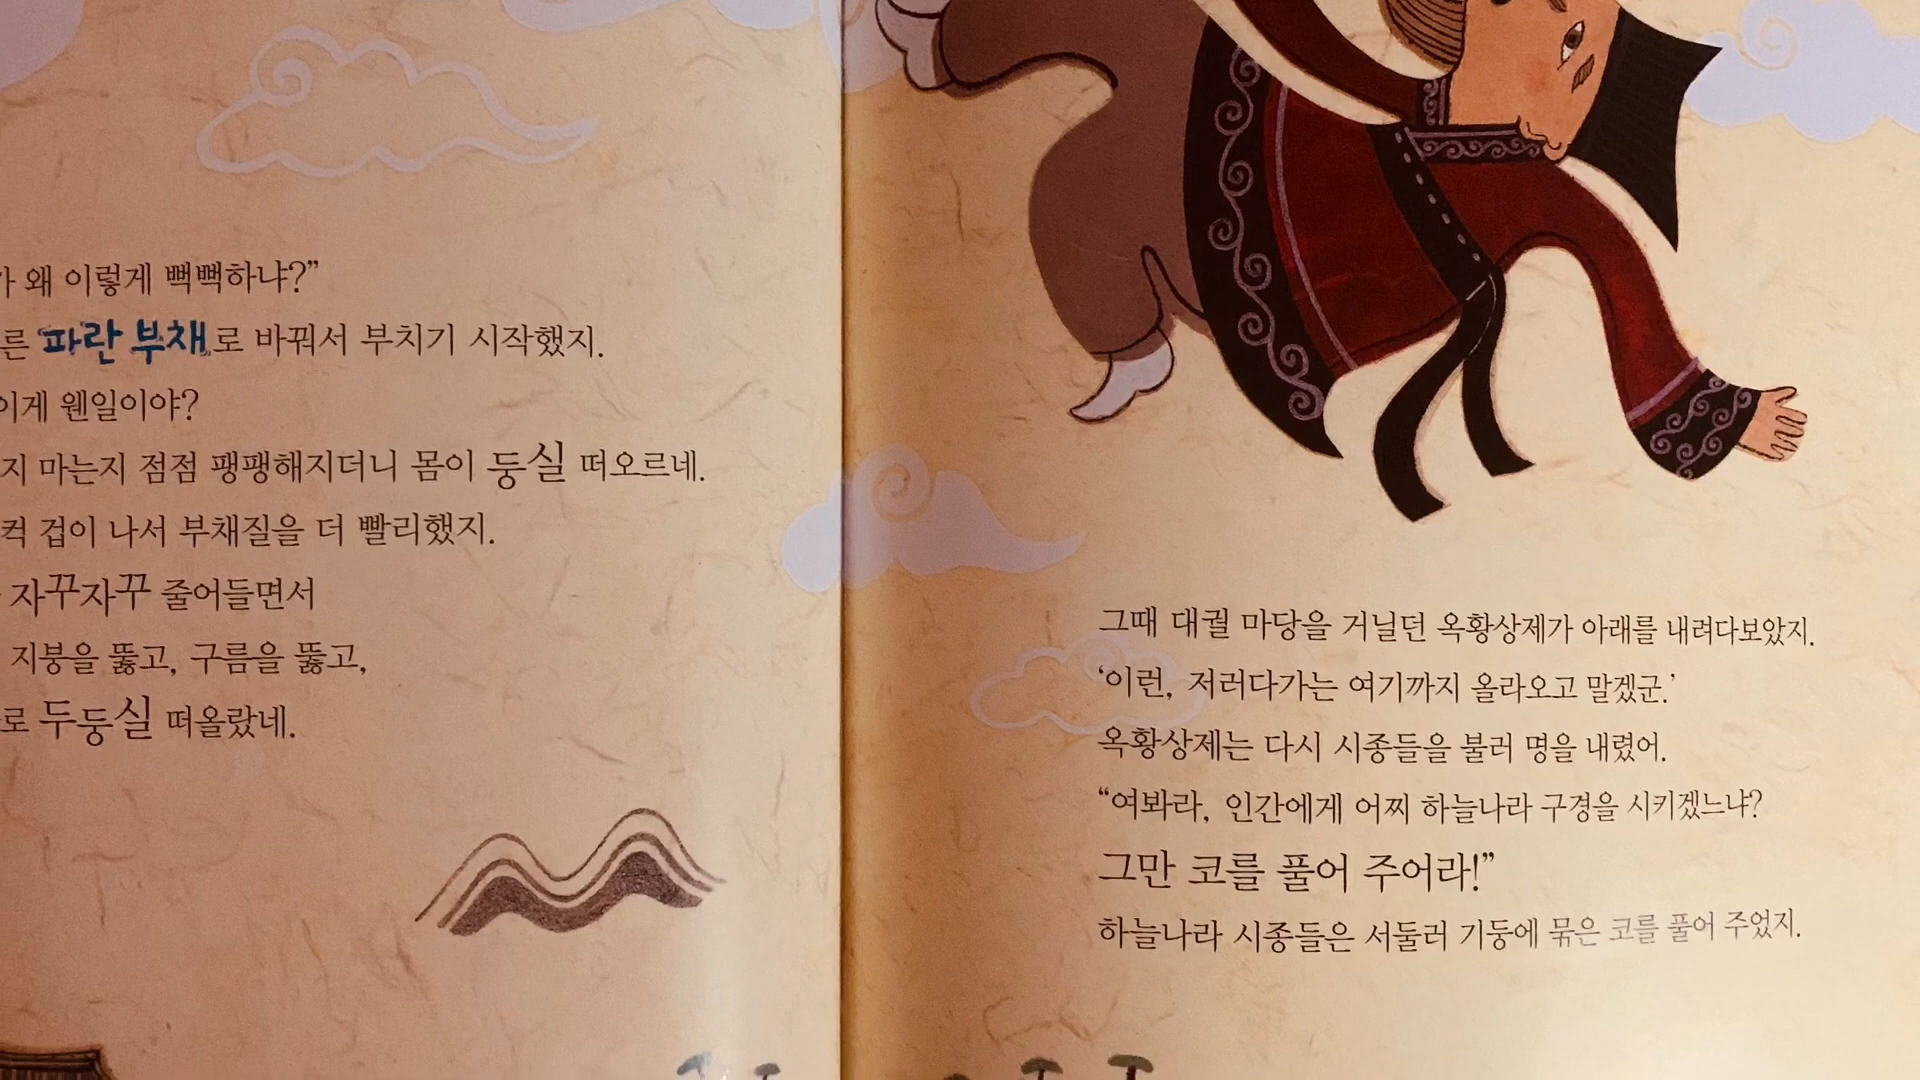 왜 이렇게 뻑뻑하냐?”
른 파란 부채로 바꿔서 부치기 시작했지.
이게 웬일이야?
지 마는지 점점 팽팽해지더니 몸이 둥실 떠오르네.
컥 겁이 나서 부채질을 더 빨리했지.
자꾸자꾸 줄어들면서
지붕을 뚫고, 구름을 뚫고,
로 두둥실 떠올랐네.
그때 대궐 마당을 거닐던 옥황상제가 아래를 내려다보았지.
‘이런, 저러다가는 여기까지 올라오고 말겠군.’
옥황상제는 다시 시종들을 불러 명을 내렸어.
“여봐라, 인간에게 어찌 하늘나라 구경을 시키겠느냐?
그만 코를 풀어 주어라!”
하늘나라 시종들은 서둘러 기둥에 묶은 코를 풀어 주었지.